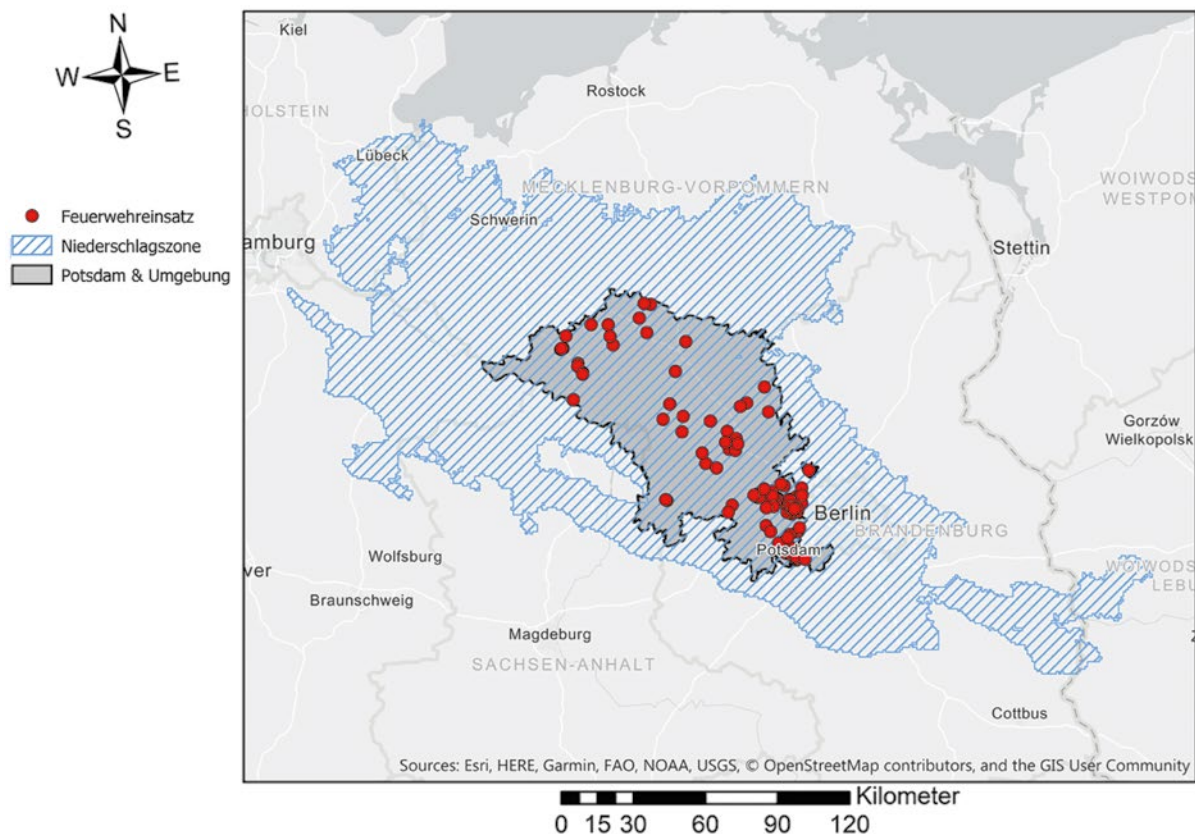 N
W E
S
Feuerwehreinsatz
Niederschlagszone
Potsdam & Umgebung
Kiel
Rostock
HOLSTEIN
Lübeck
MECKLENBURG-VORPOMMERN
WOIWODS
WESTPOM
Schwerin
amburg
Stettin
Gorzów
Wielkopolsk
Berlin
BRANDENBURG
Potsdam
Wolfsburg
WOIWODS
LEBU
ver
Braunschweig
Magdeburg
SACHSEN-ANHALT
Z
Cottbus
Sources: Esri, HERE, Garmin, FAO, NOAA, USGS, © OpenStreetMap contributors, and the GIS User Community
Kilometer
0 15 30 60 90 120